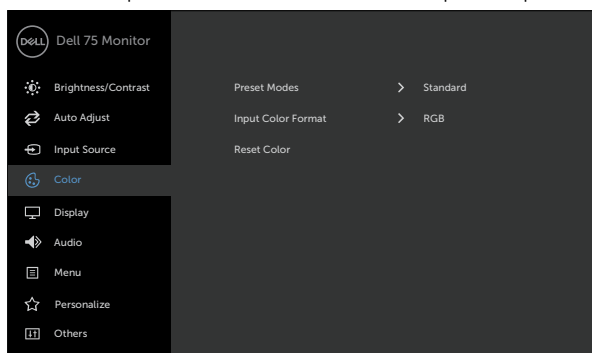 DELL Dell 75 Monitor
Brightness/Contrast Preset Modes > Standard
Auto Adjust Input Color Format > RGB
Input Source Reset Color
Color
Display
Audio
Menu
Personalize
Others